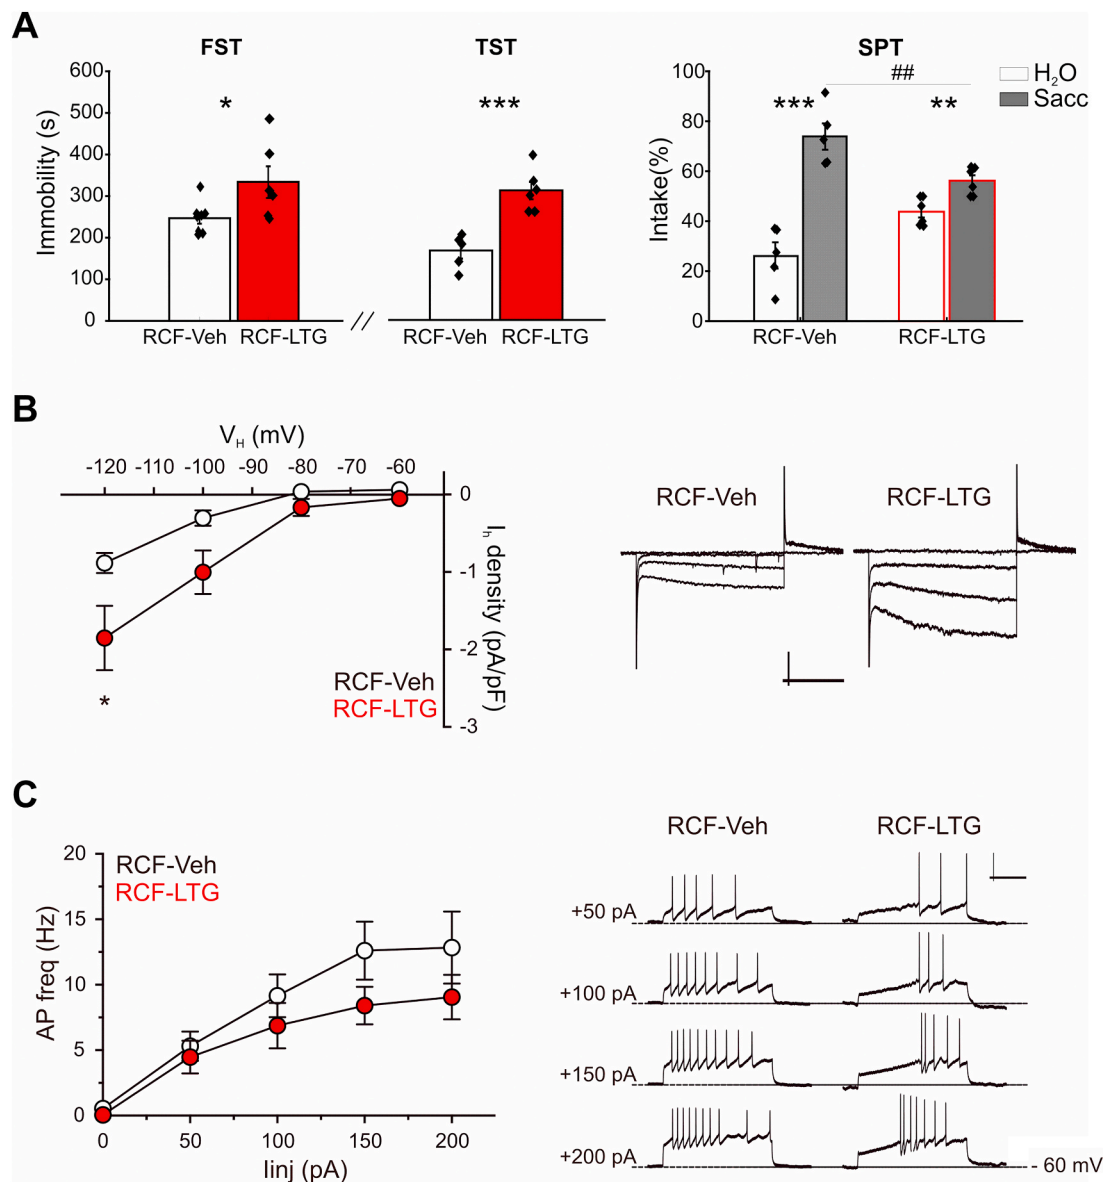 A
FST
TST
SPT
600
500
400
300
200
100
0
Immobility (s)
*
***
RCF-Veh RCF-LTG
//
RCF-Veh RCF-LTG
100
80
60
40
20
0
Intake(%)
##
***
**
H2O
Sacc
RCF-Veh
RCF-LTG
B
VH (mV)
-120 -110 -100 -90 -80 -70 -60
0
-1
-2
-3
Ih density (pA/pF)
*
RCF-Veh
RCF-LTG
RCF-Veh
RCF-LTG
C
20
15
10
5
0
AP freq (Hz)
RCF-Veh
RCF-LTG
0 50 100 150 200
Iinj (pA)
RCF-Veh
RCF-LTG
+50 pA
+100 pA
+150 pA
+200 pA
- 60 mV